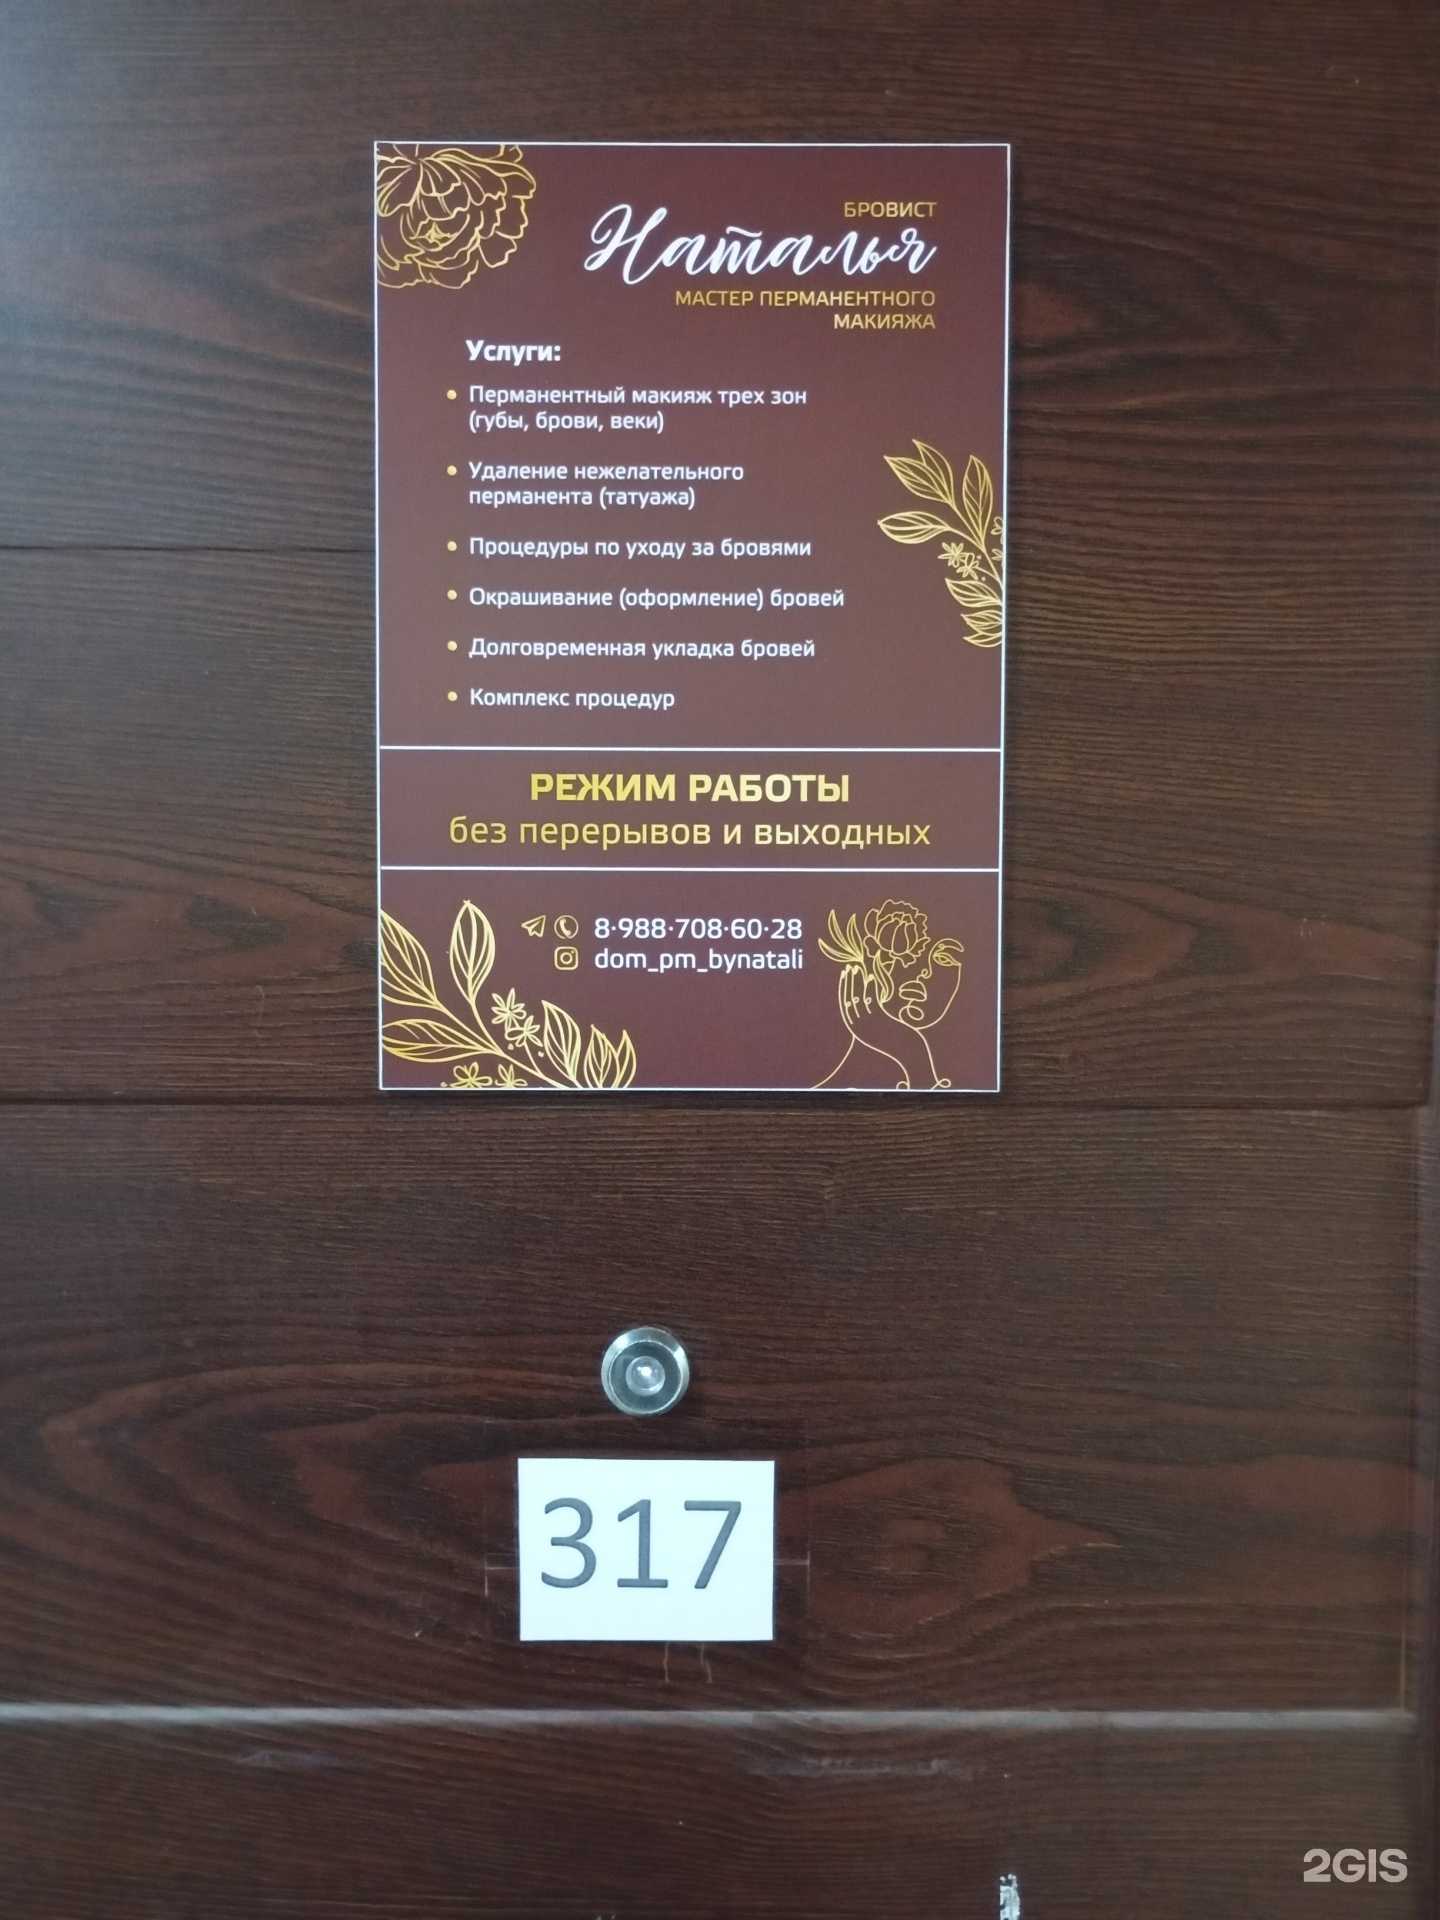 БРОВИСТ
Наталья
МАСТЕР ПЕРМАНЕНТНОГО
МАКИЯЖА
Услуги:
• Перманентный макияж трех зон
(губы, брови, веки)
• Удаление нежелательного
перманента (татуажа)
• Процедуры по уходу за бровями
• Окрашивание (оформление) бровей
• Долговременная укладка бровей
• Комплекс процедур
РЕЖИМ РАБОТЫ
без перерывов и выходных
8·988·708·60·28
dom_pm_bynatali
317
2GIS